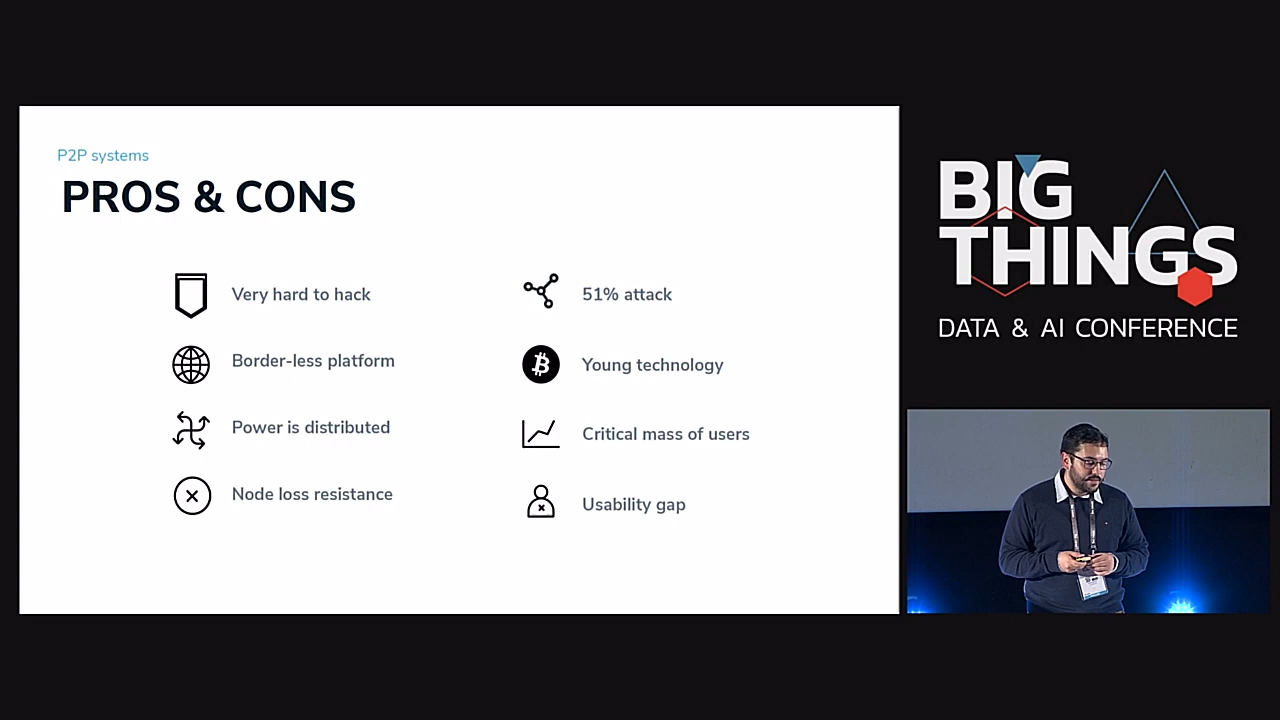 P2P systems
PROS & CONS
Very hard to hack
Border-less platform
Power is distributed
Node loss resistance
51% attack
Young technology
Critical mass of users
Usability gap
BIG
THINGS
DATA & AI CONFERENCE